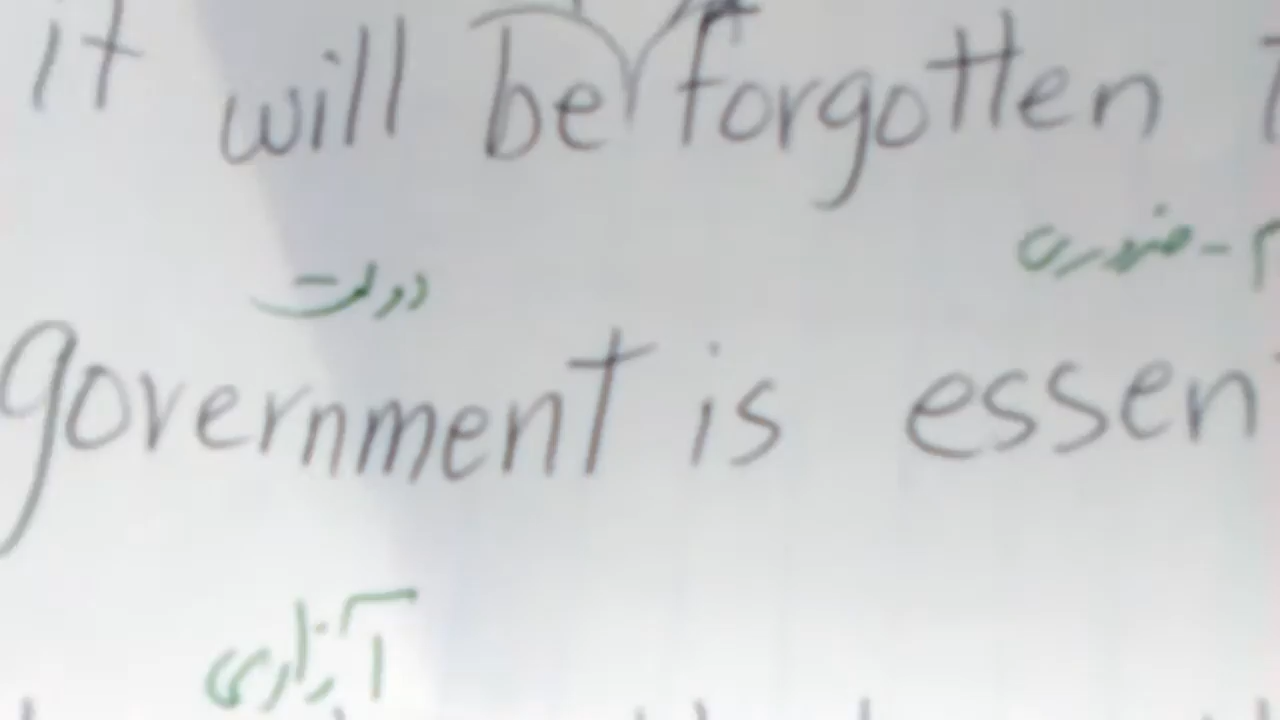 it will be forgotten
ضروری -
دولت
government is essen
آزادی